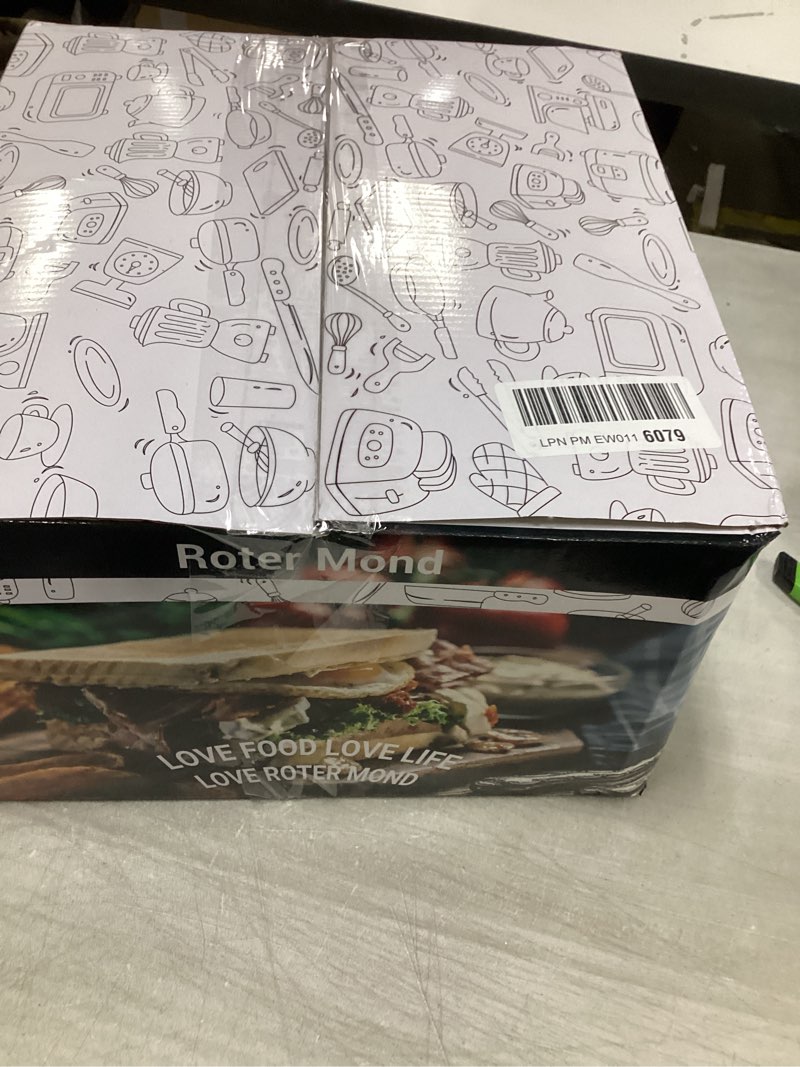 LPN PM EW011 6079
Roter Mond
LOVE FOOD LOVE LIFE
LOVE ROTER MOND